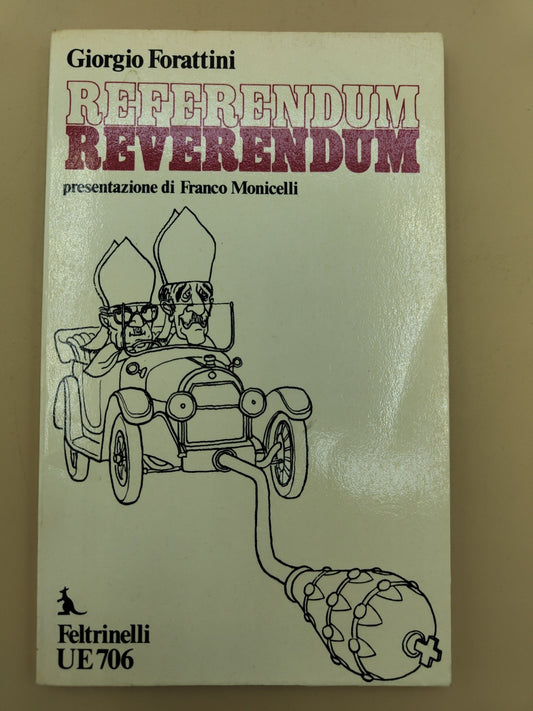 Giorgio Forattini
REFERENDUM
REVERENDUM
presentazione di Franco Monicelli
Feltrinelli
UE 706